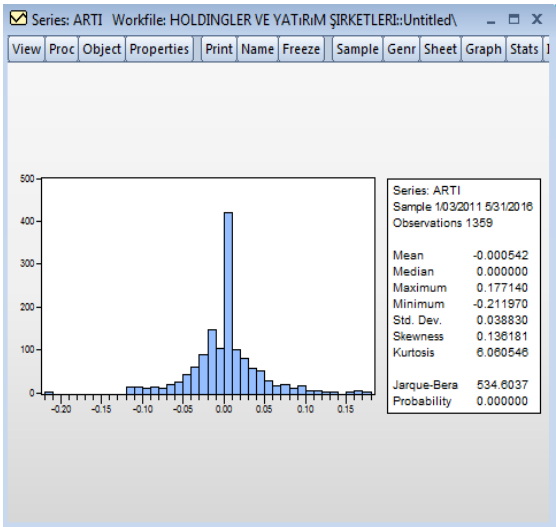 Series: ARTI Workfile: HOLDINGLER VE YATıRıM ŞIRKETLERI::Untitled\
View Proc Object Properties Print Name Freeze Sample Genr Sheet Graph Stats I
500
400
300
200
100
0
-0.20 -0.15 -0.10 -0.05 0.00 0.05 0.10 0.15
Series: ARTI
Sample 1/03/2011 5/31/2016
Observations 1359
Mean -0.000542
Median 0.000000
Maximum 0.177140
Minimum -0.211970
Std. Dev. 0.038830
Skewness 0.136181
Kurtosis 6.060546
Jarque-Bera 534.6037
Probability 0.000000